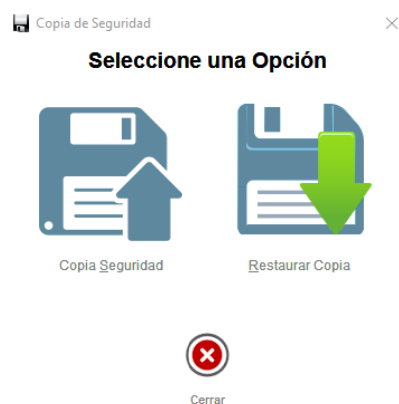 Copia de Seguridad
Seleccione una Opción
Copia Seguridad
Restaurar Copia
Cerrar